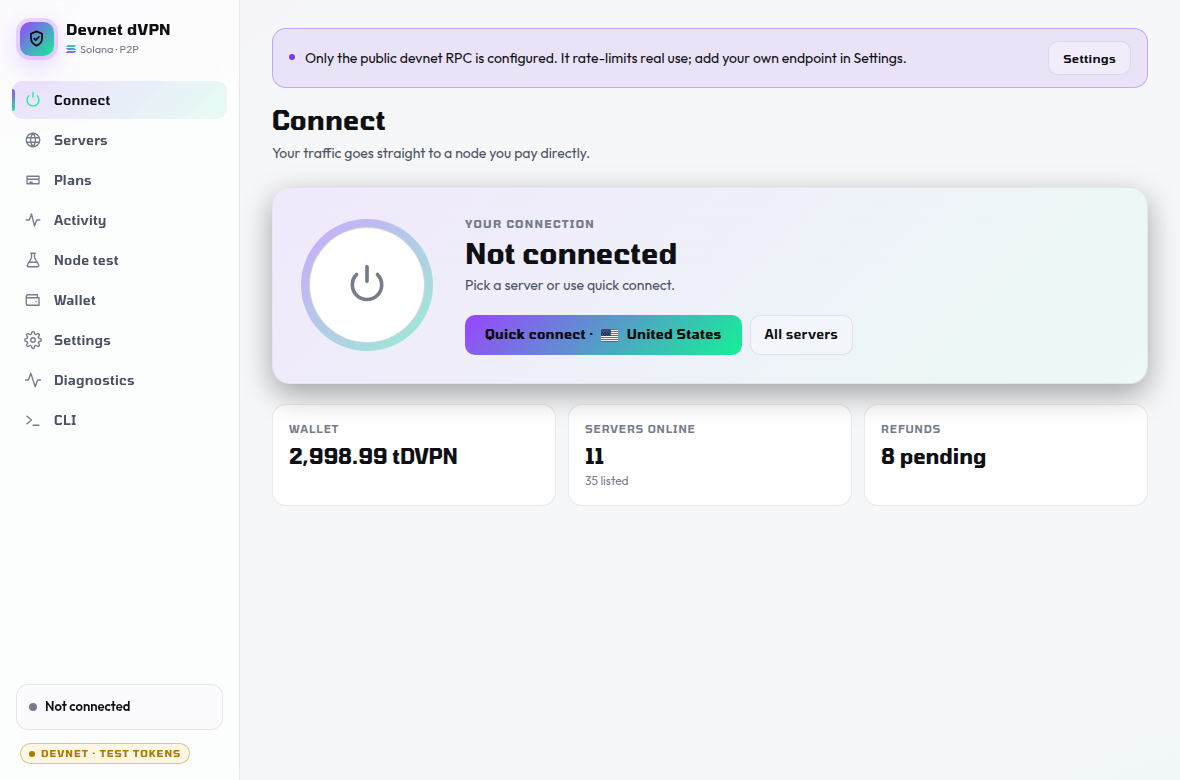 Devnet dVPN
Solana · P2P
Connect
Servers
Plans
Activity
Node test
Wallet
Settings
Diagnostics
CLI
Not connected
DEVNET · TEST TOKENS
Only the public devnet RPC is configured. It rate-limits real use; add your own endpoint in Settings.
Settings
Connect
Your traffic goes straight to a node you pay directly.
YOUR CONNECTION
Not connected
Pick a server or use quick connect.
Quick connect · United States
All servers
WALLET
2,998.99 tDVPN
SERVERS ONLINE
11
35 listed
REFUNDS
8 pending